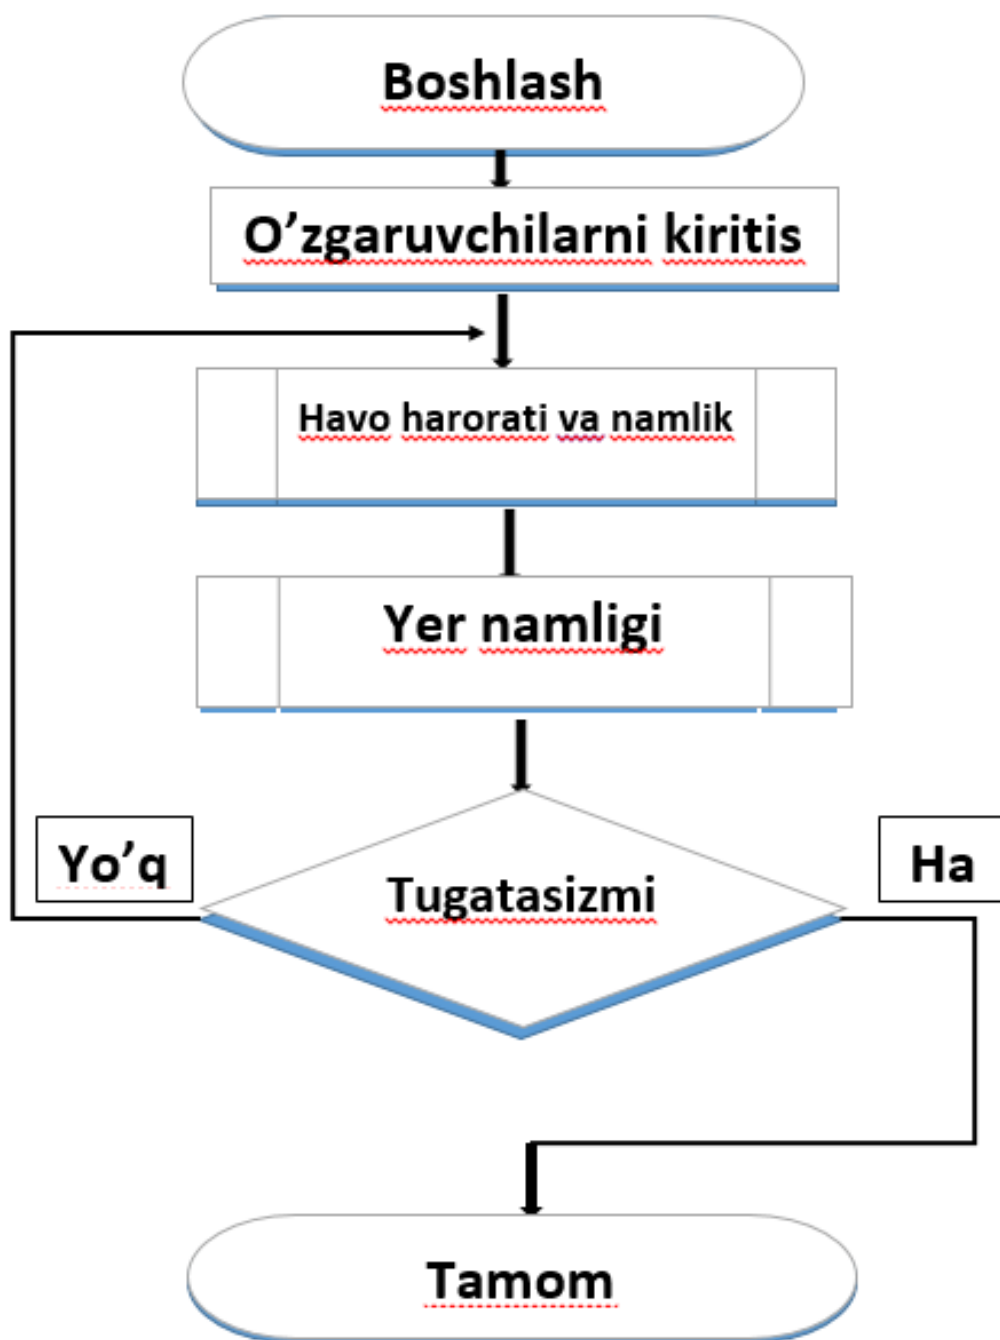 Boshlash
O’zgaruvchilarni kiritis
Havo harorati va namlik
Yer namligi
Yo’q
Tugatasizmi
Ha
Tamom